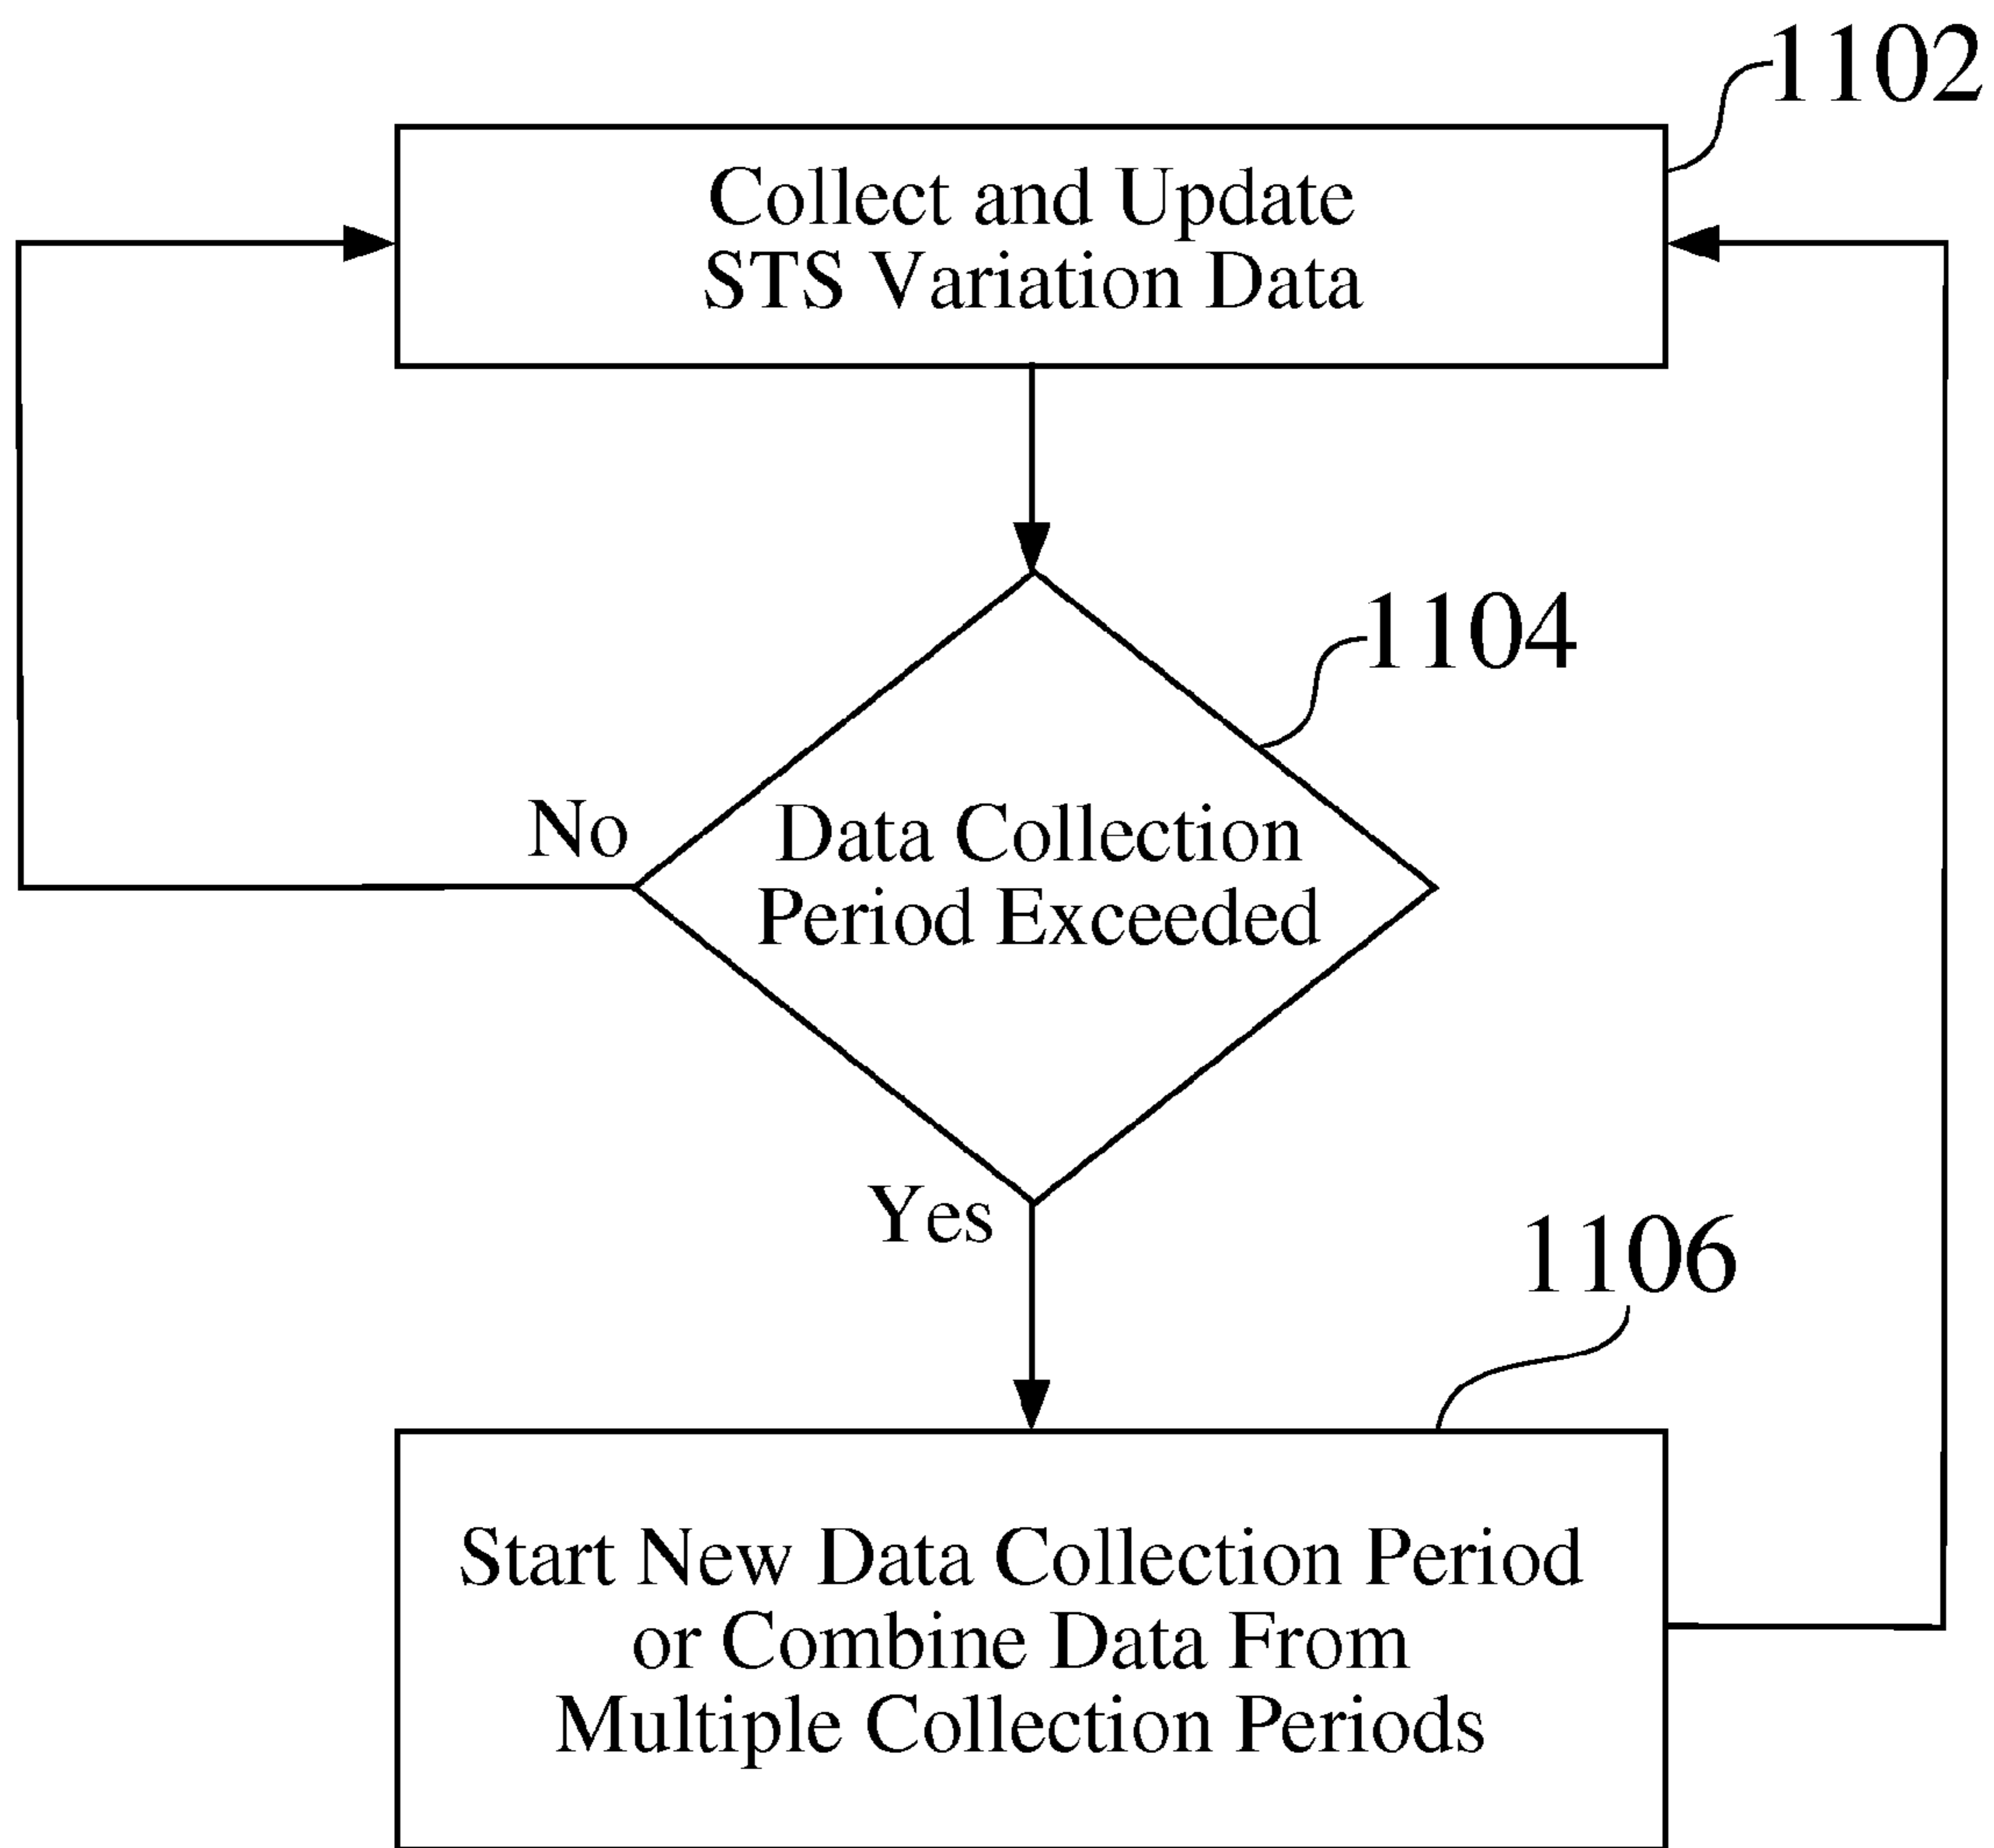 1102
Collect and Update
STS Variation Data
1104
No
Data Collection
Period Exceeded
Yes
1106
Start New Data Collection Period
or Combine Data From
Multiple Collection Periods